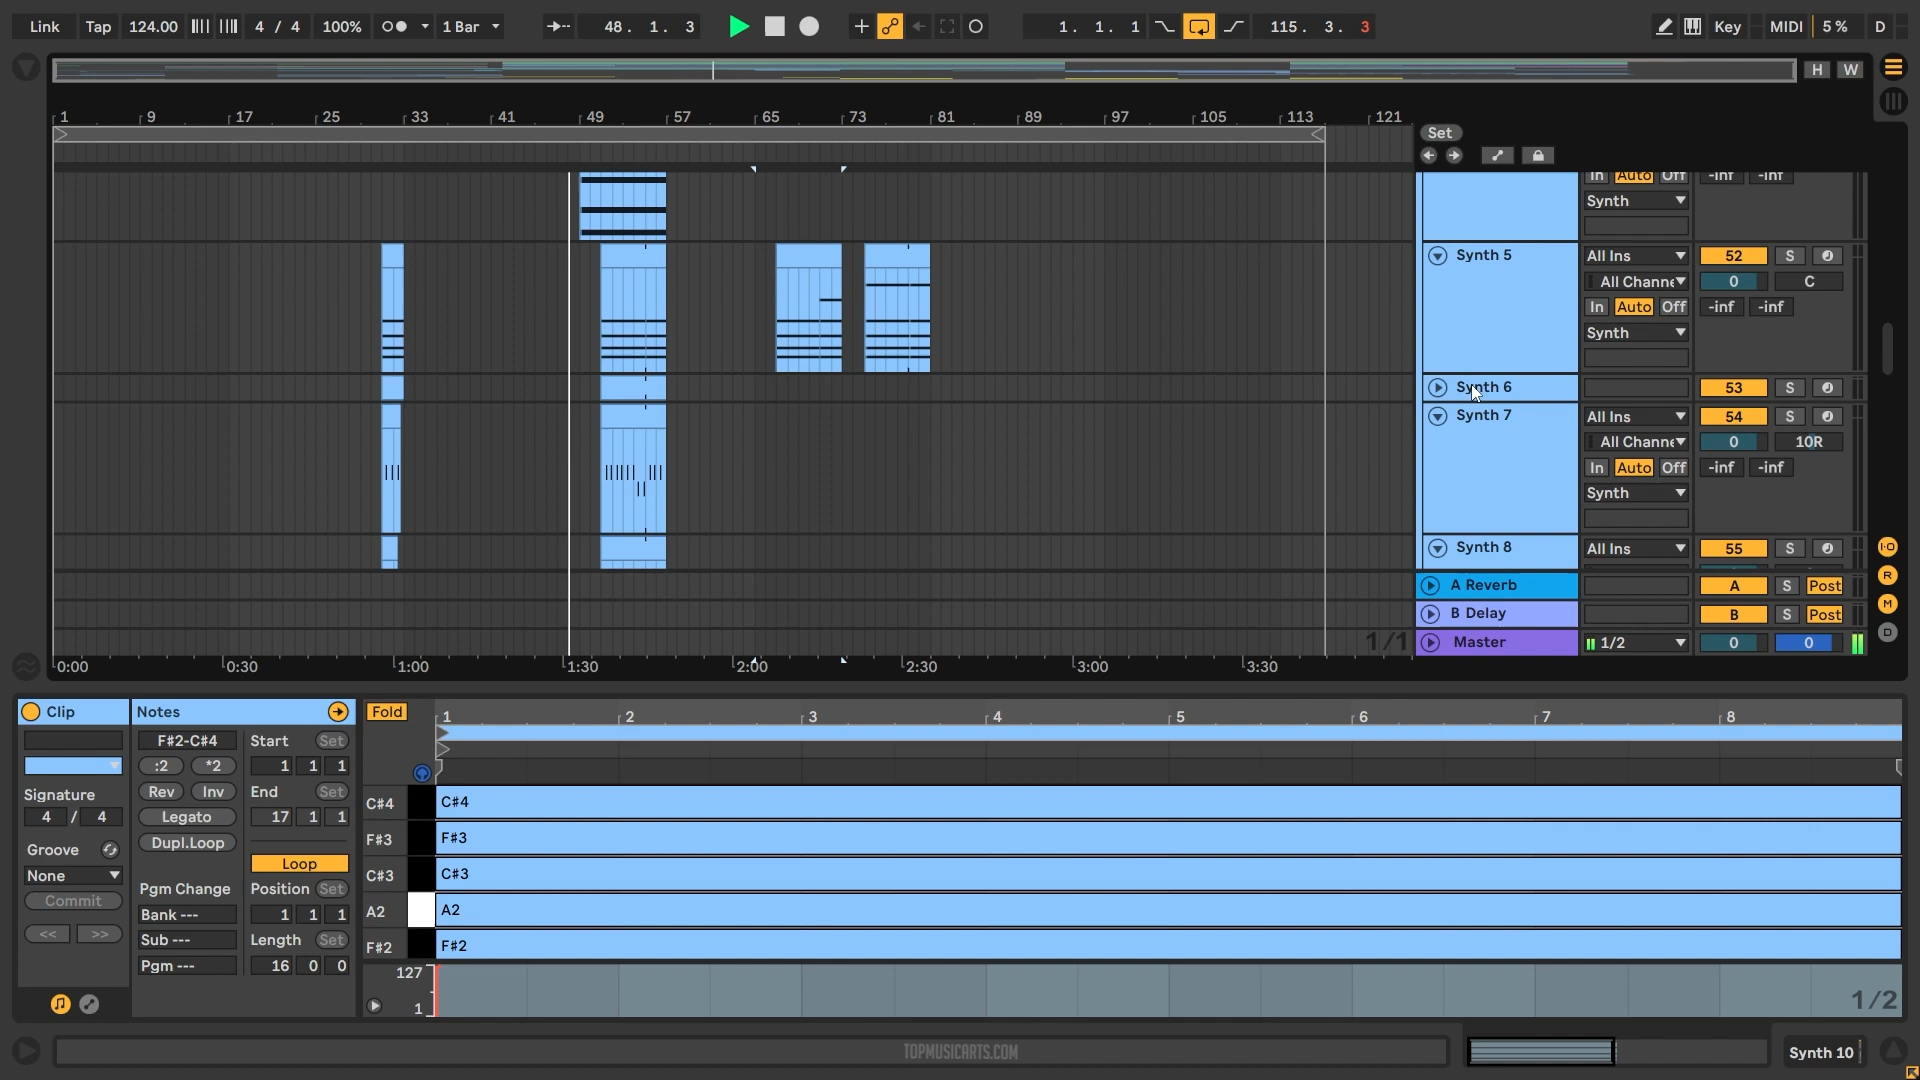 Link Tap 124.00 4 / 4 100% 1 Bar 48. 1. 3 1. 1. 1 115. 3. 3 Key MIDI 5 % D
H W
1 9 17 25 33 41 49 57 65 73 81 89 97 105 113 121
Set
In Auto Off -inf -inf
Synth
Synth 5 All Ins 52 S
All Channe 0 C
In Auto Off -inf -inf
Synth
Synth 6 53 S
Synth 7 All Ins 54 S
All Channe 0 10R
In Auto Off -inf -inf
Synth
Synth 8 All Ins 55 S
A Reverb A S Post
B Delay B S Post
1/1 Master 1/2 0 0
0:00 0:30 1:00 1:30 2:00 2:30 3:00 3:30
I·O
R
M
D
Clip Notes Fold 1 2 3 4 5 6 7 8
F#2-C#4 Start Set
:2 *2 1 1 1
Signature Rev Inv End Set
4 / 4 Legato 17 1 1
Groove Dupl.Loop
None Loop
Commit Pgm Change Position Set
<< >> Bank --- 1 1 1
Sub --- Length Set
Pgm --- 16 0 0
C#4 C#4
F#3 F#3
C#3 C#3
A2 A2
F#2 F#2
127
1 1/2
TOPMUSICARTS.COM Synth 10